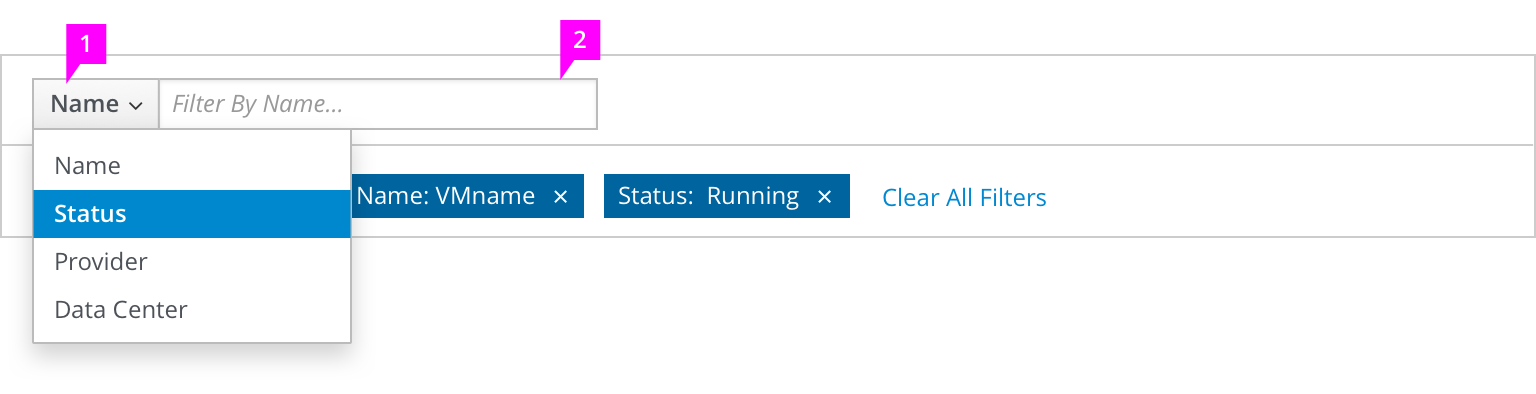 1
2
Name
Filter By Name...
Name
Status
Provider
Data Center
Name: VMname ×
Status: Running ×
Clear All Filters